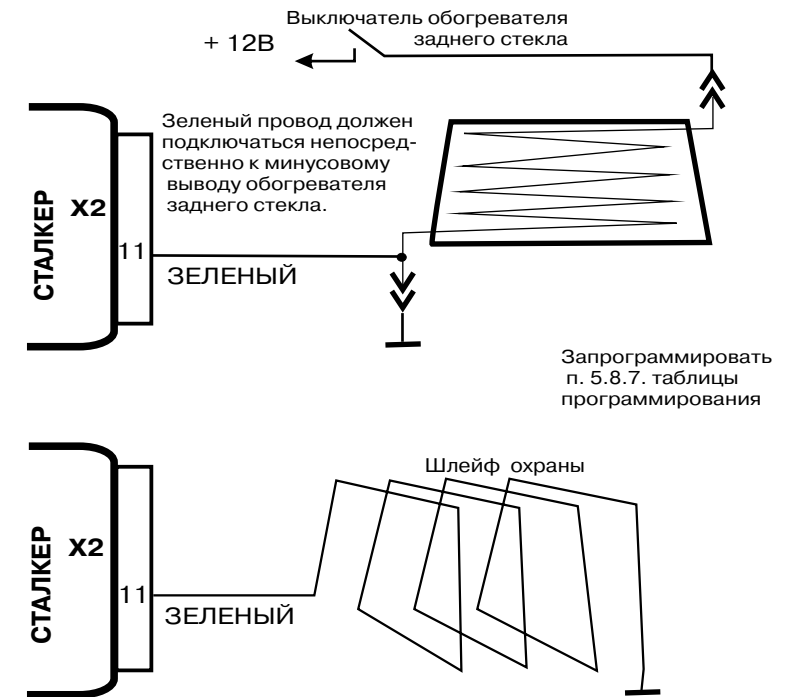 Выключатель обогревателя
заднего стекла
+ 12В
Зеленый провод должен
подключаться непосред-
ственно к минусовому
выводу обогревателя
заднего стекла.
СТАЛКЕР
X2
11
ЗЕЛЕНЫЙ
Запрограммировать
п. 5.8.7. таблицы
программирования
Шлейф охраны
СТАЛКЕР
X2
11
ЗЕЛЕНЫЙ